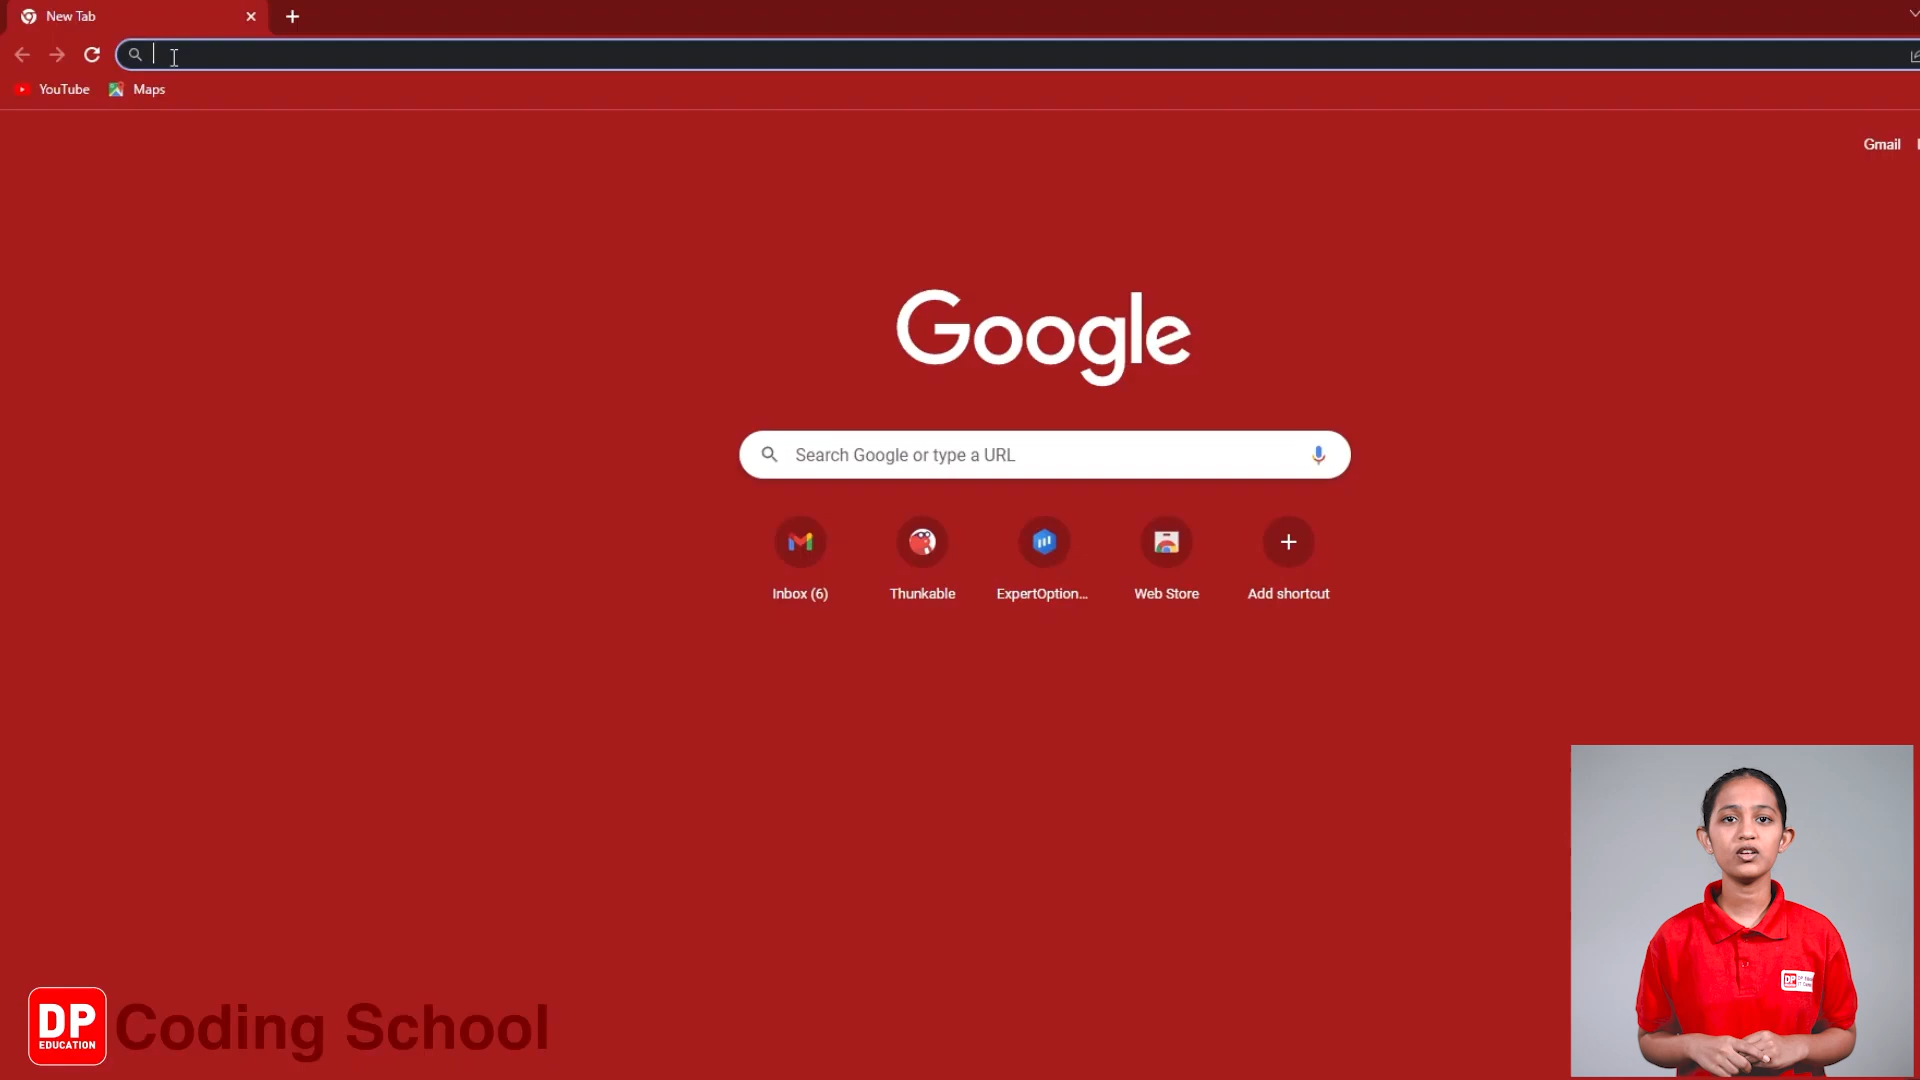 New Tab
YouTube
Maps
Gmail
Google
Search Google or type a URL
Inbox (6)
Thunkable
ExpertOption...
Web Store
Add shortcut
DP
EDUCATION
Coding School
DP